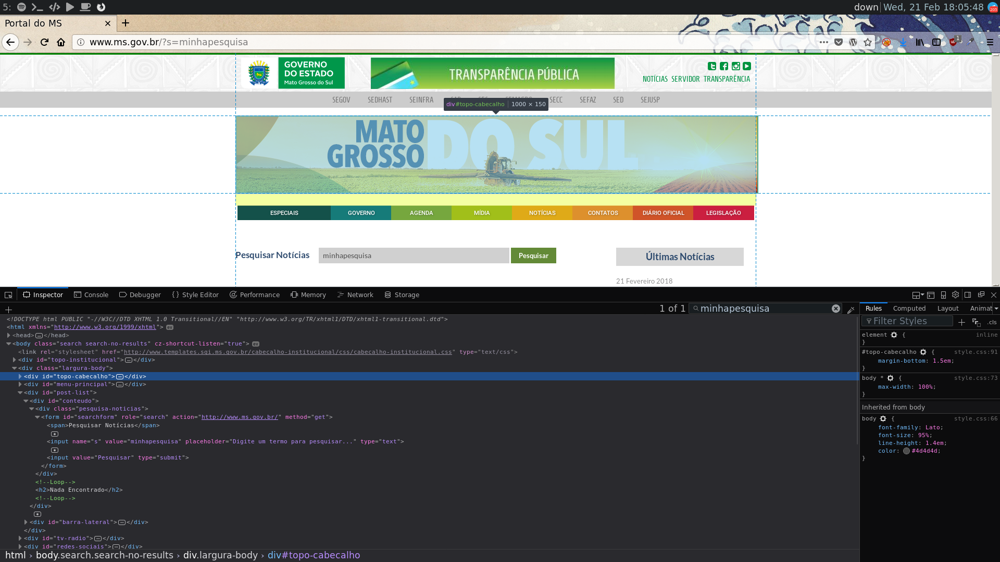 5:
down Wed, 21 Feb 18:05:48
205
Portal do MS
www.ms.gov.br/?s=minhapesquisa
1
GOVERNO
DO ESTADO
Mato Grosso do Sul
TRANSPARÊNCIA PÚBLICA
NOTÍCIAS SERVIDOR TRANSPARÊNCIA
SEGOV SEDHAST SEINFRA SECC SEFAZ SED SEJUSP
div#topo-cabecalho 1000 × 150
MATO
GROSSO
DO SUL
ESPECIAIS GOVERNO AGENDA MÍDIA NOTÍCIAS CONTATOS DIÁRIO OFICIAL LEGISLAÇÃO
Pesquisar Notícias minhapesquisa Pesquisar Últimas Notícias
21 Fevereiro 2018
Inspector Console Debugger Style Editor Performance Memory Network Storage
1 of 1 minhapesquisa
<!DOCTYPE html PUBLIC "-//W3C//DTD XHTML 1.0 Transitional//EN" "http://www.w3.org/TR/xhtml1/DTD/xhtml1-transitional.dtd">
<html xmlns="http://www.w3.org/1999/xhtml"> ev
<head>…</head>
<body class="search search-no-results" cz-shortcut-listen="true"> ev
<link rel="stylesheet" href="http://www.templates.sgi.ms.gov.br/cabecalho-institucional/css/cabecalho-institucional.css" type="text/css">
<div id="topo-institucional">…</div>
<div class="largura-body">
<div id="topo-cabecalho">…</div>
<div id="menu-principal">…</div>
<div id="post-list">
<div id="conteudo">
<div class="pesquisa-noticias">
<form id="searchform" role="search" action="http://www.ms.gov.br/" method="get">
<span>Pesquisar Notícias</span>
<input name="s" value="minhapesquisa" placeholder="Digite um termo para pesquisar..." type="text">
<input value="Pesquisar" type="submit">
</form>
</div>
<!--Loop-->
<h2>Nada Encontrado</h2>
<!--Loop-->
</div>
<div id="barra-lateral">…</div>
</div>
<div id="tv-radio">…</div>
<div id="redes-sociais">…</div>
html › body.search.search-no-results › div.largura-body › div#topo-cabecalho
Rules Computed Layout Animat
Filter Styles .cls
element { inline
}
#topo-cabecalho { style.css:91
margin-bottom: 1.5em;
}
body * { style.css:73
max-width: 100%;
}
Inherited from body
body { style.css:66
font-family: Lato;
font-size: 95%;
line-height: 1.4em;
color: #4d4d4d;
}